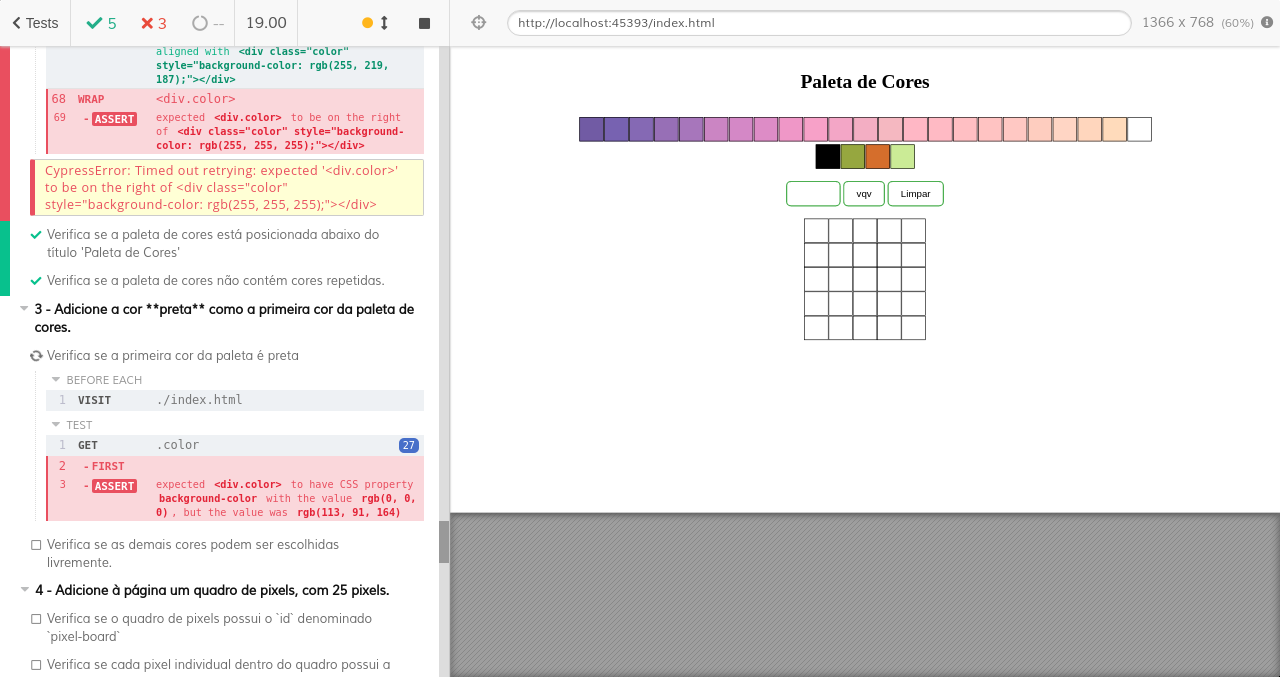 Tests 5 3 -- 19.00 http://localhost:45393/index.html 1366 x 768 (60%)
aligned with <div class="color"
style="background-color: rgb(255, 219,
187);"></div>
68 WRAP <div.color>
69 -ASSERT expected <div.color> to be on the right
of <div class="color" style="background-
color: rgb(255, 255, 255);"></div>
CypressError: Timed out retrying: expected '<div.color>'
to be on the right of <div class="color"
style="background-color: rgb(255, 255, 255);"></div>
Verifica se a paleta de cores está posicionada abaixo do
título 'Paleta de Cores'
Verifica se a paleta de cores não contém cores repetidas.
3 - Adicione a cor **preta** como a primeira cor da paleta de
cores.
Verifica se a primeira cor da paleta é preta
BEFORE EACH
1 VISIT ./index.html
TEST
1 GET .color 27
2 -FIRST
3 -ASSERT expected <div.color> to have CSS property
background-color with the value rgb(0, 0,
0), but the value was rgb(113, 91, 164)
Verifica se as demais cores podem ser escolhidas
livremente.
4 - Adicione à página um quadro de pixels, com 25 pixels.
Verifica se o quadro de pixels possui o `id` denominado
`pixel-board`
Verifica se cada pixel individual dentro do quadro possui a
Paleta de Cores
vqv Limpar